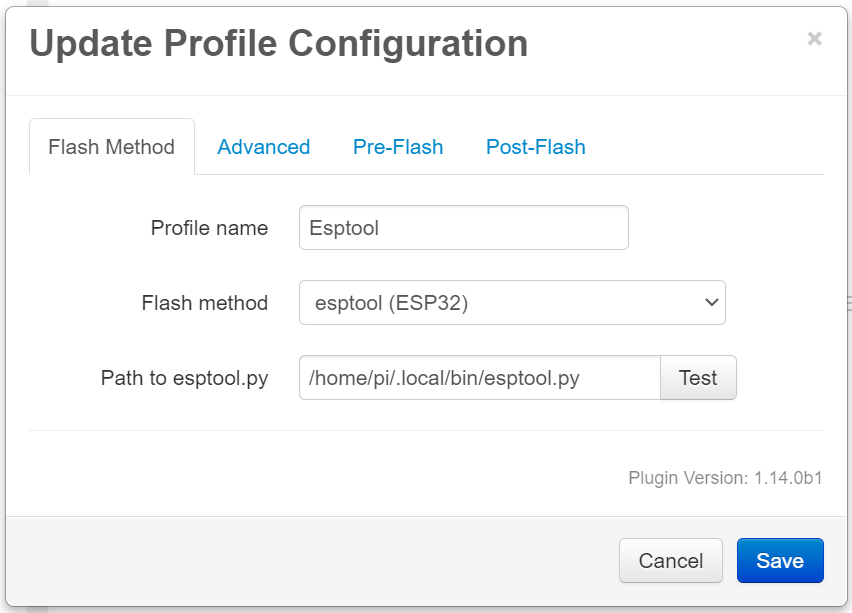 Update Profile Configuration
×
Flash Method Advanced Pre-Flash Post-Flash
Profile name Esptool
Flash method esptool (ESP32)
Path to esptool.py /home/pi/.local/bin/esptool.py Test
Plugin Version: 1.14.0b1
Cancel Save